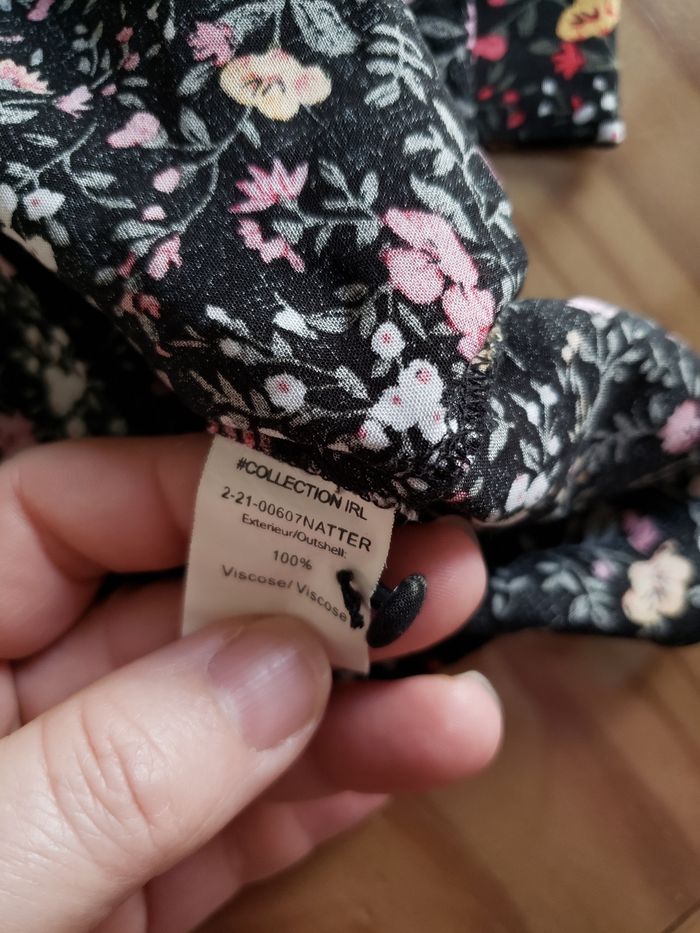 #COLLECTION IRL
2-21-00607NATTER
Exterieur/Outshell:
100%
Viscose/ Viscose